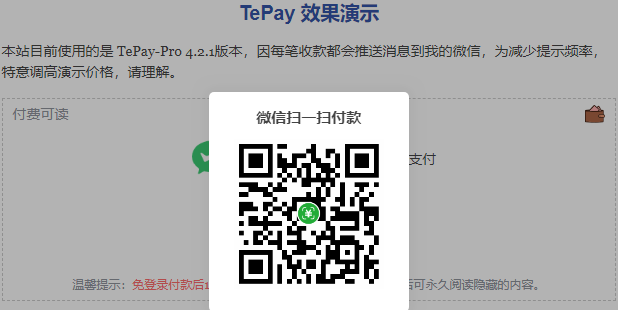 TePay 效果演示
本站目前使用的是 TePay-Pro 4.2.1版本，因每笔收款都会推送消息到我的微信，为减少提示频率，
特意调高演示价格，请理解。
付费可读
微信扫一扫付款
支付
温馨提示：免登录付款后1
后可永久阅读隐藏的内容。